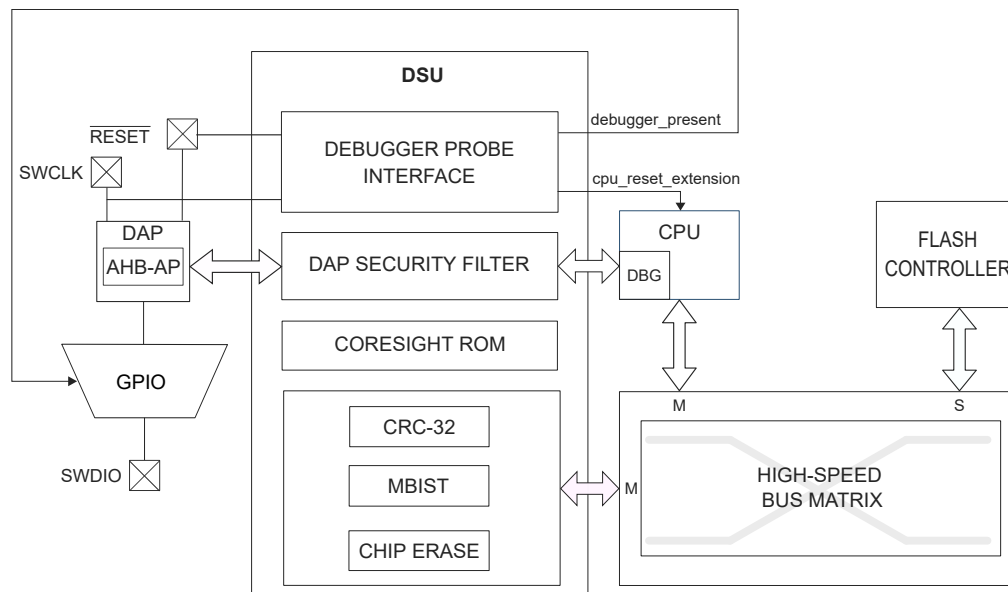 DSU
debugger_present
RESET
DEBUGGER PROBE
INTERFACE
SWCLK
cpu_reset_extension
DAP
AHB-AP
DAP SECURITY FILTER
CPU
DBG
FLASH
CONTROLLER
CORESIGHT ROM
GPIO
M
S
CRC-32
SWDIO
MBIST
M
HIGH-SPEED
BUS MATRIX
CHIP ERASE